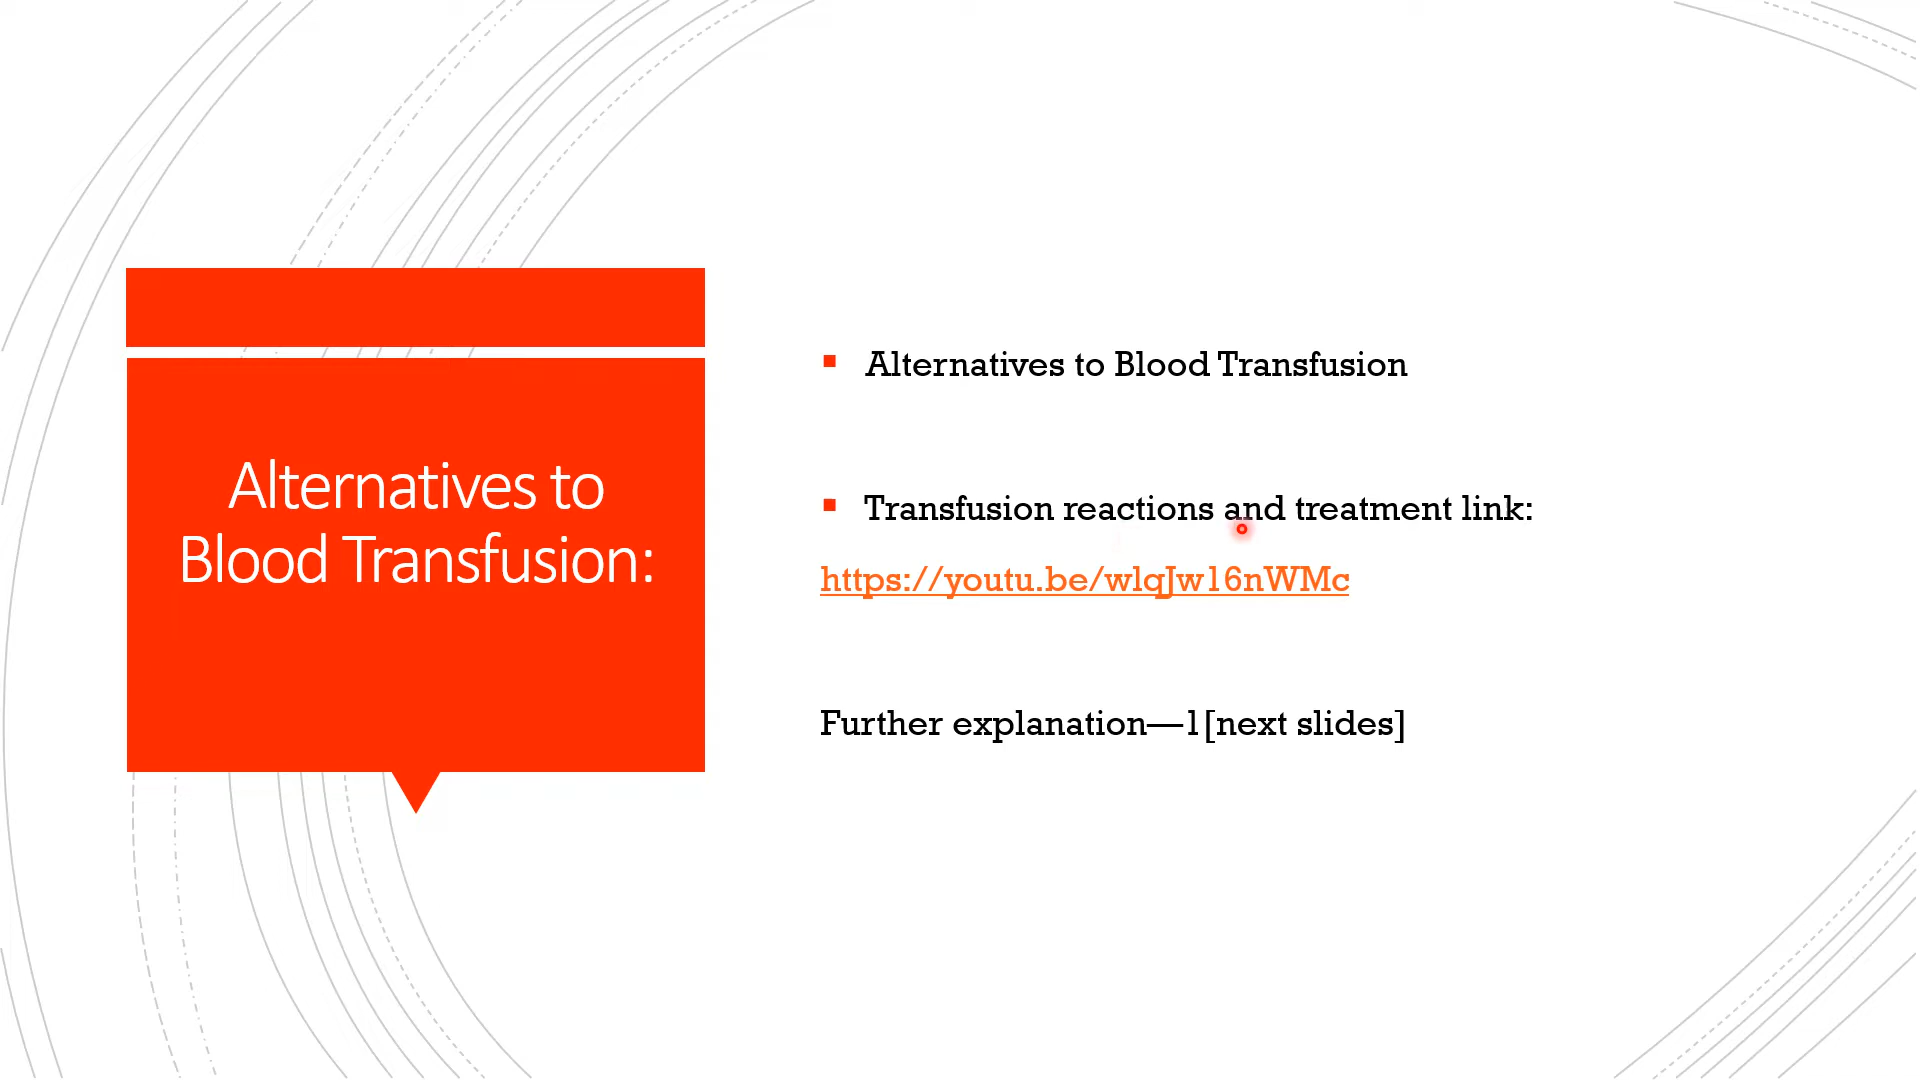 Alternatives to
Blood Transfusion:
Alternatives to Blood Transfusion
Transfusion reactions and treatment link:
https://youtu.be/wlqJw16nWMc
Further explanation—1[next slides]